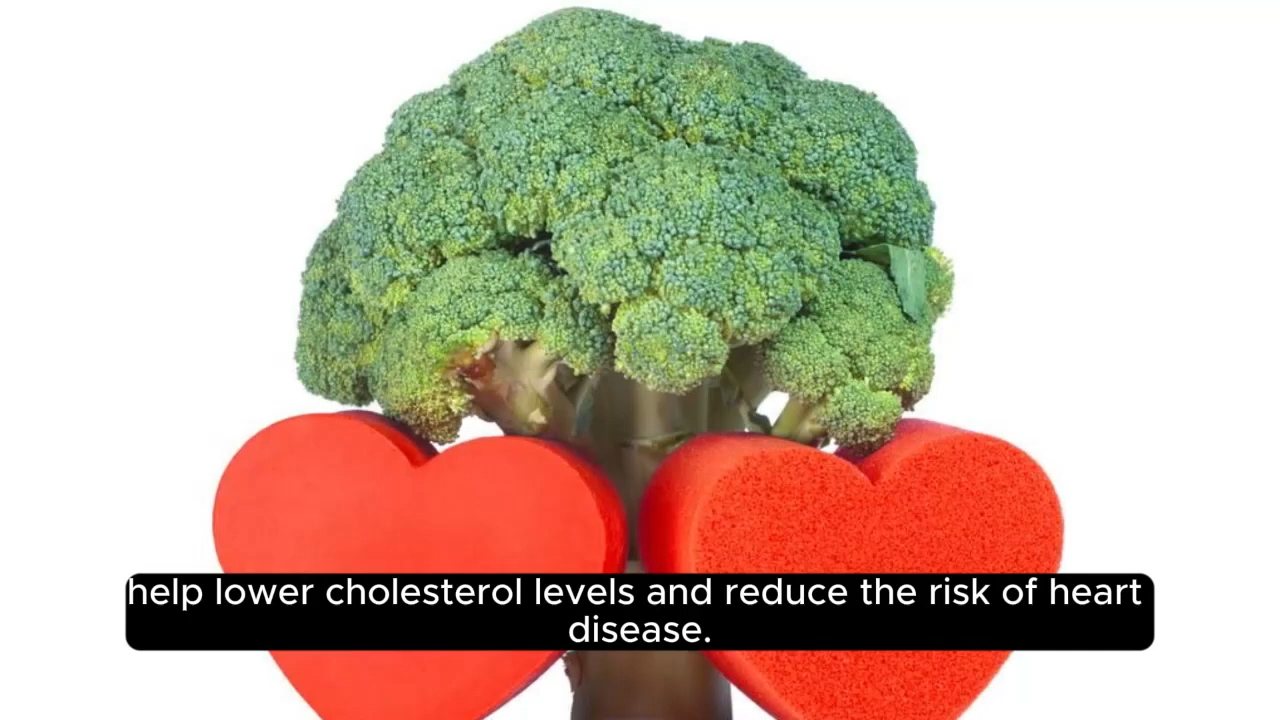 help lower cholesterol levels and reduce the risk of heart
disease.